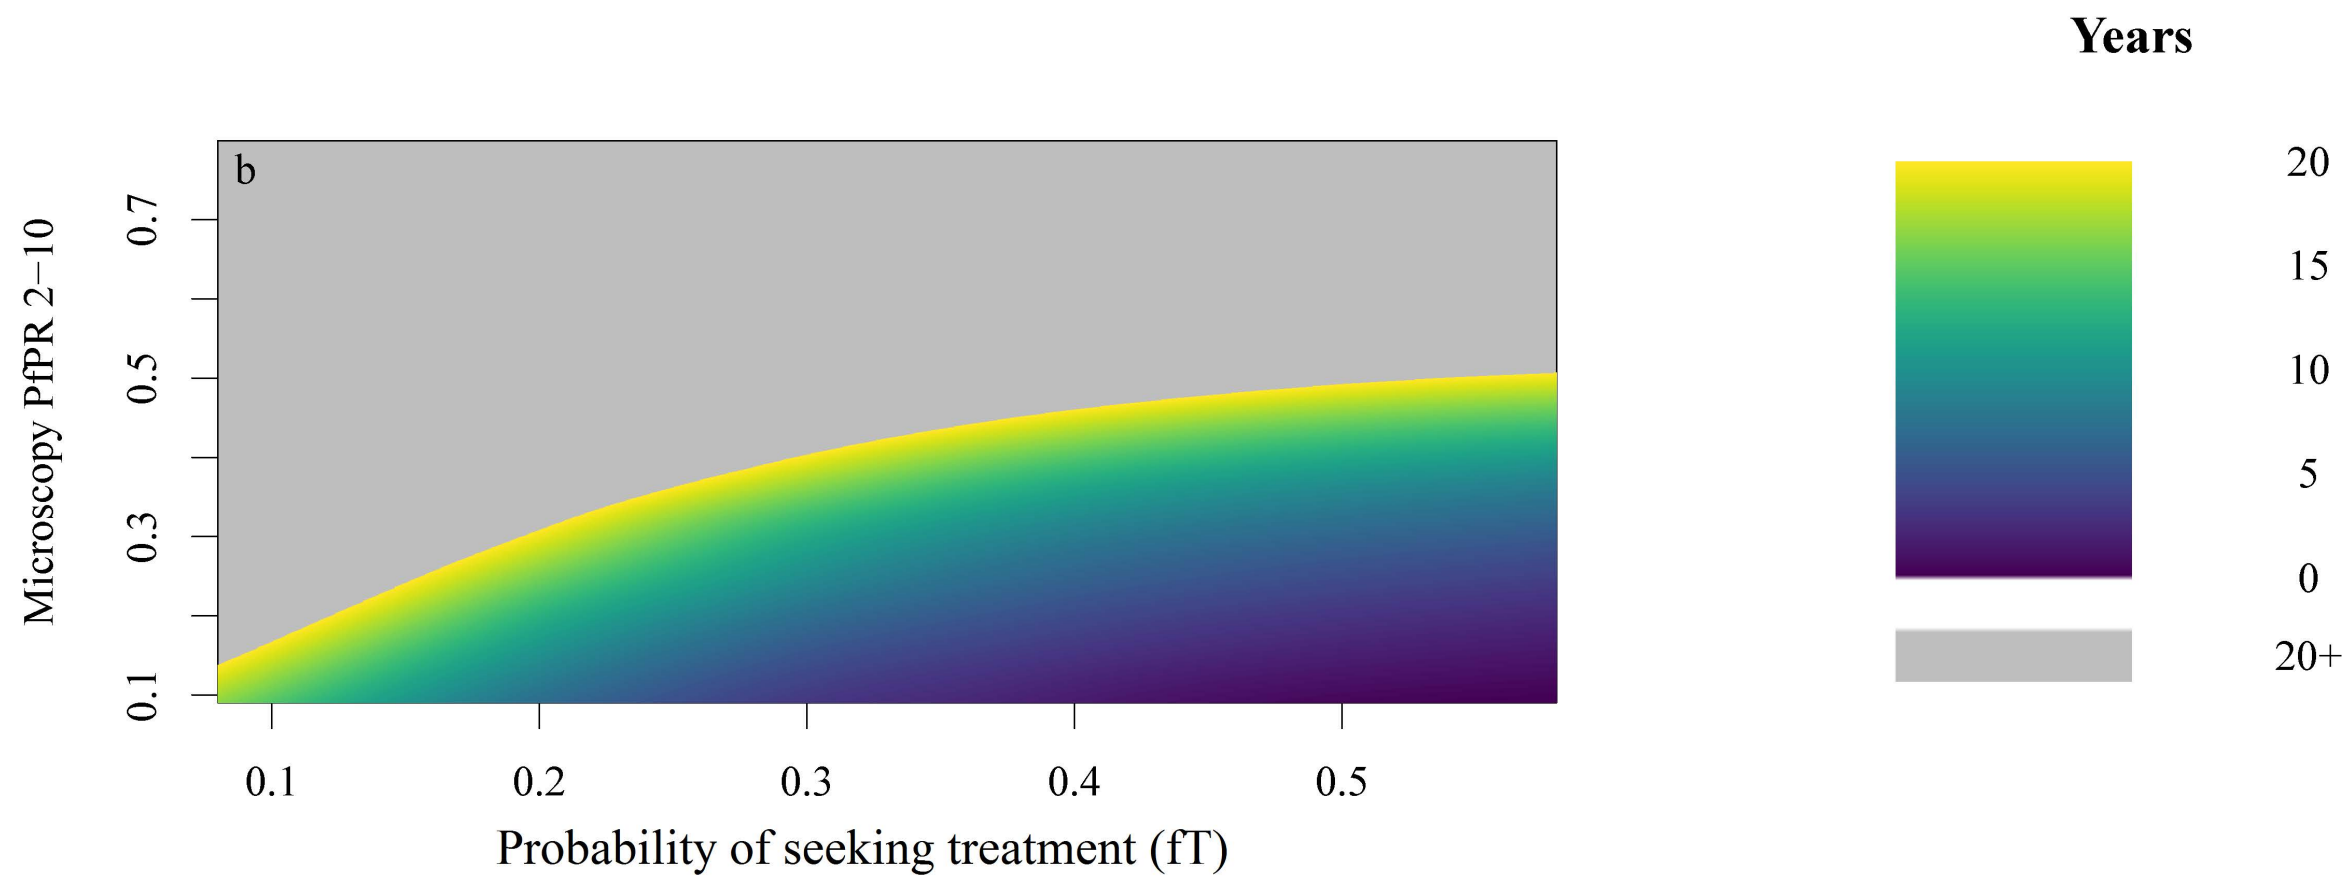 Years
b
Microscopy PfPR 2−10
0.7
0.5
0.3
0.1
0.1 0.2 0.3 0.4 0.5
Probability of seeking treatment (fT)
20
15
10
5
0
20+